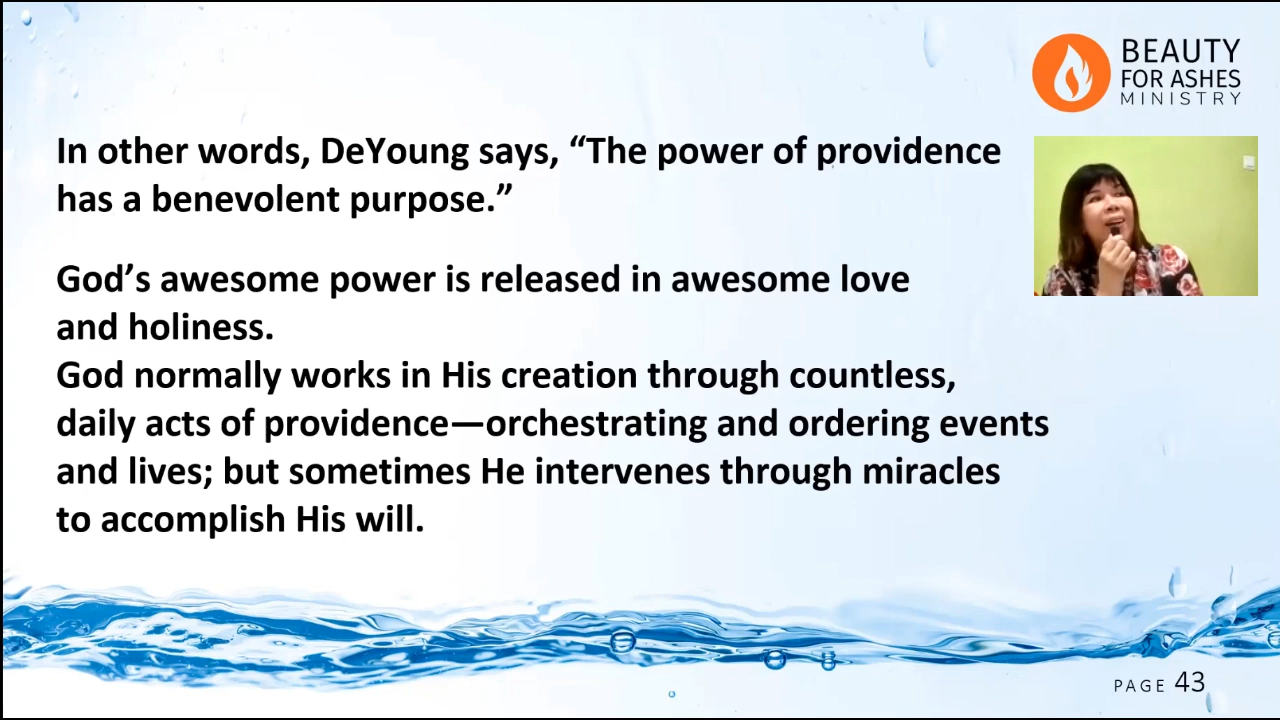 BEAUTY
FOR ASHES
MINISTRY
In other words, DeYoung says, “The power of providence
has a benevolent purpose.”
God’s awesome power is released in awesome love
and holiness.
God normally works in His creation through countless,
daily acts of providence—orchestrating and ordering events
and lives; but sometimes He intervenes through miracles
to accomplish His will.
PAGE 43